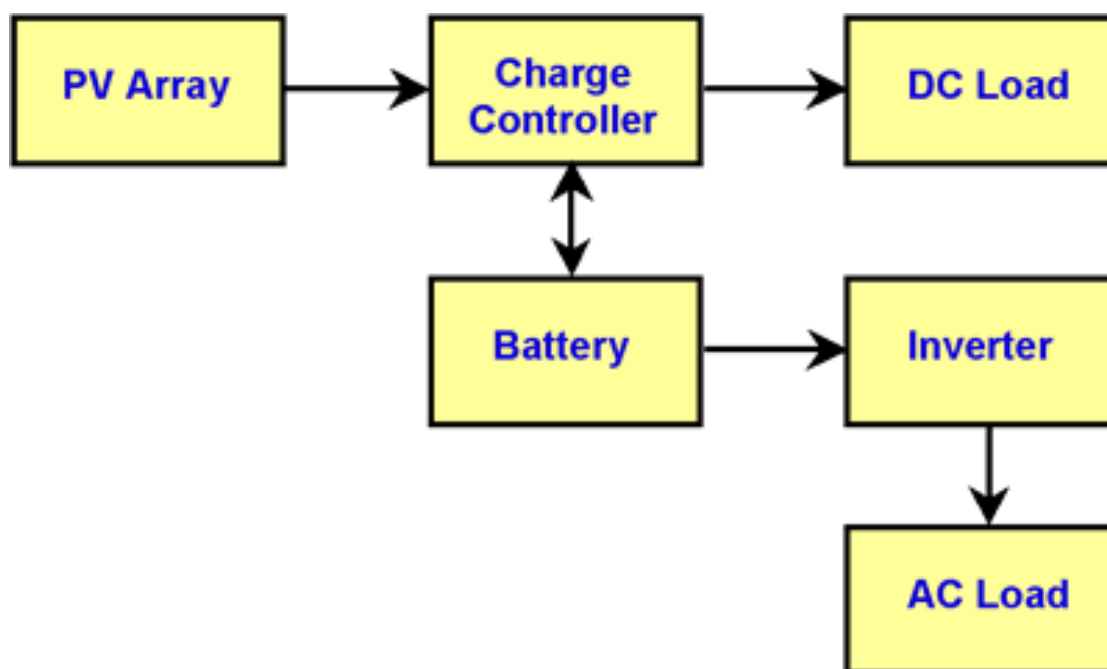 PV Array
Charge
Controller
DC Load
Battery
Inverter
AC Load